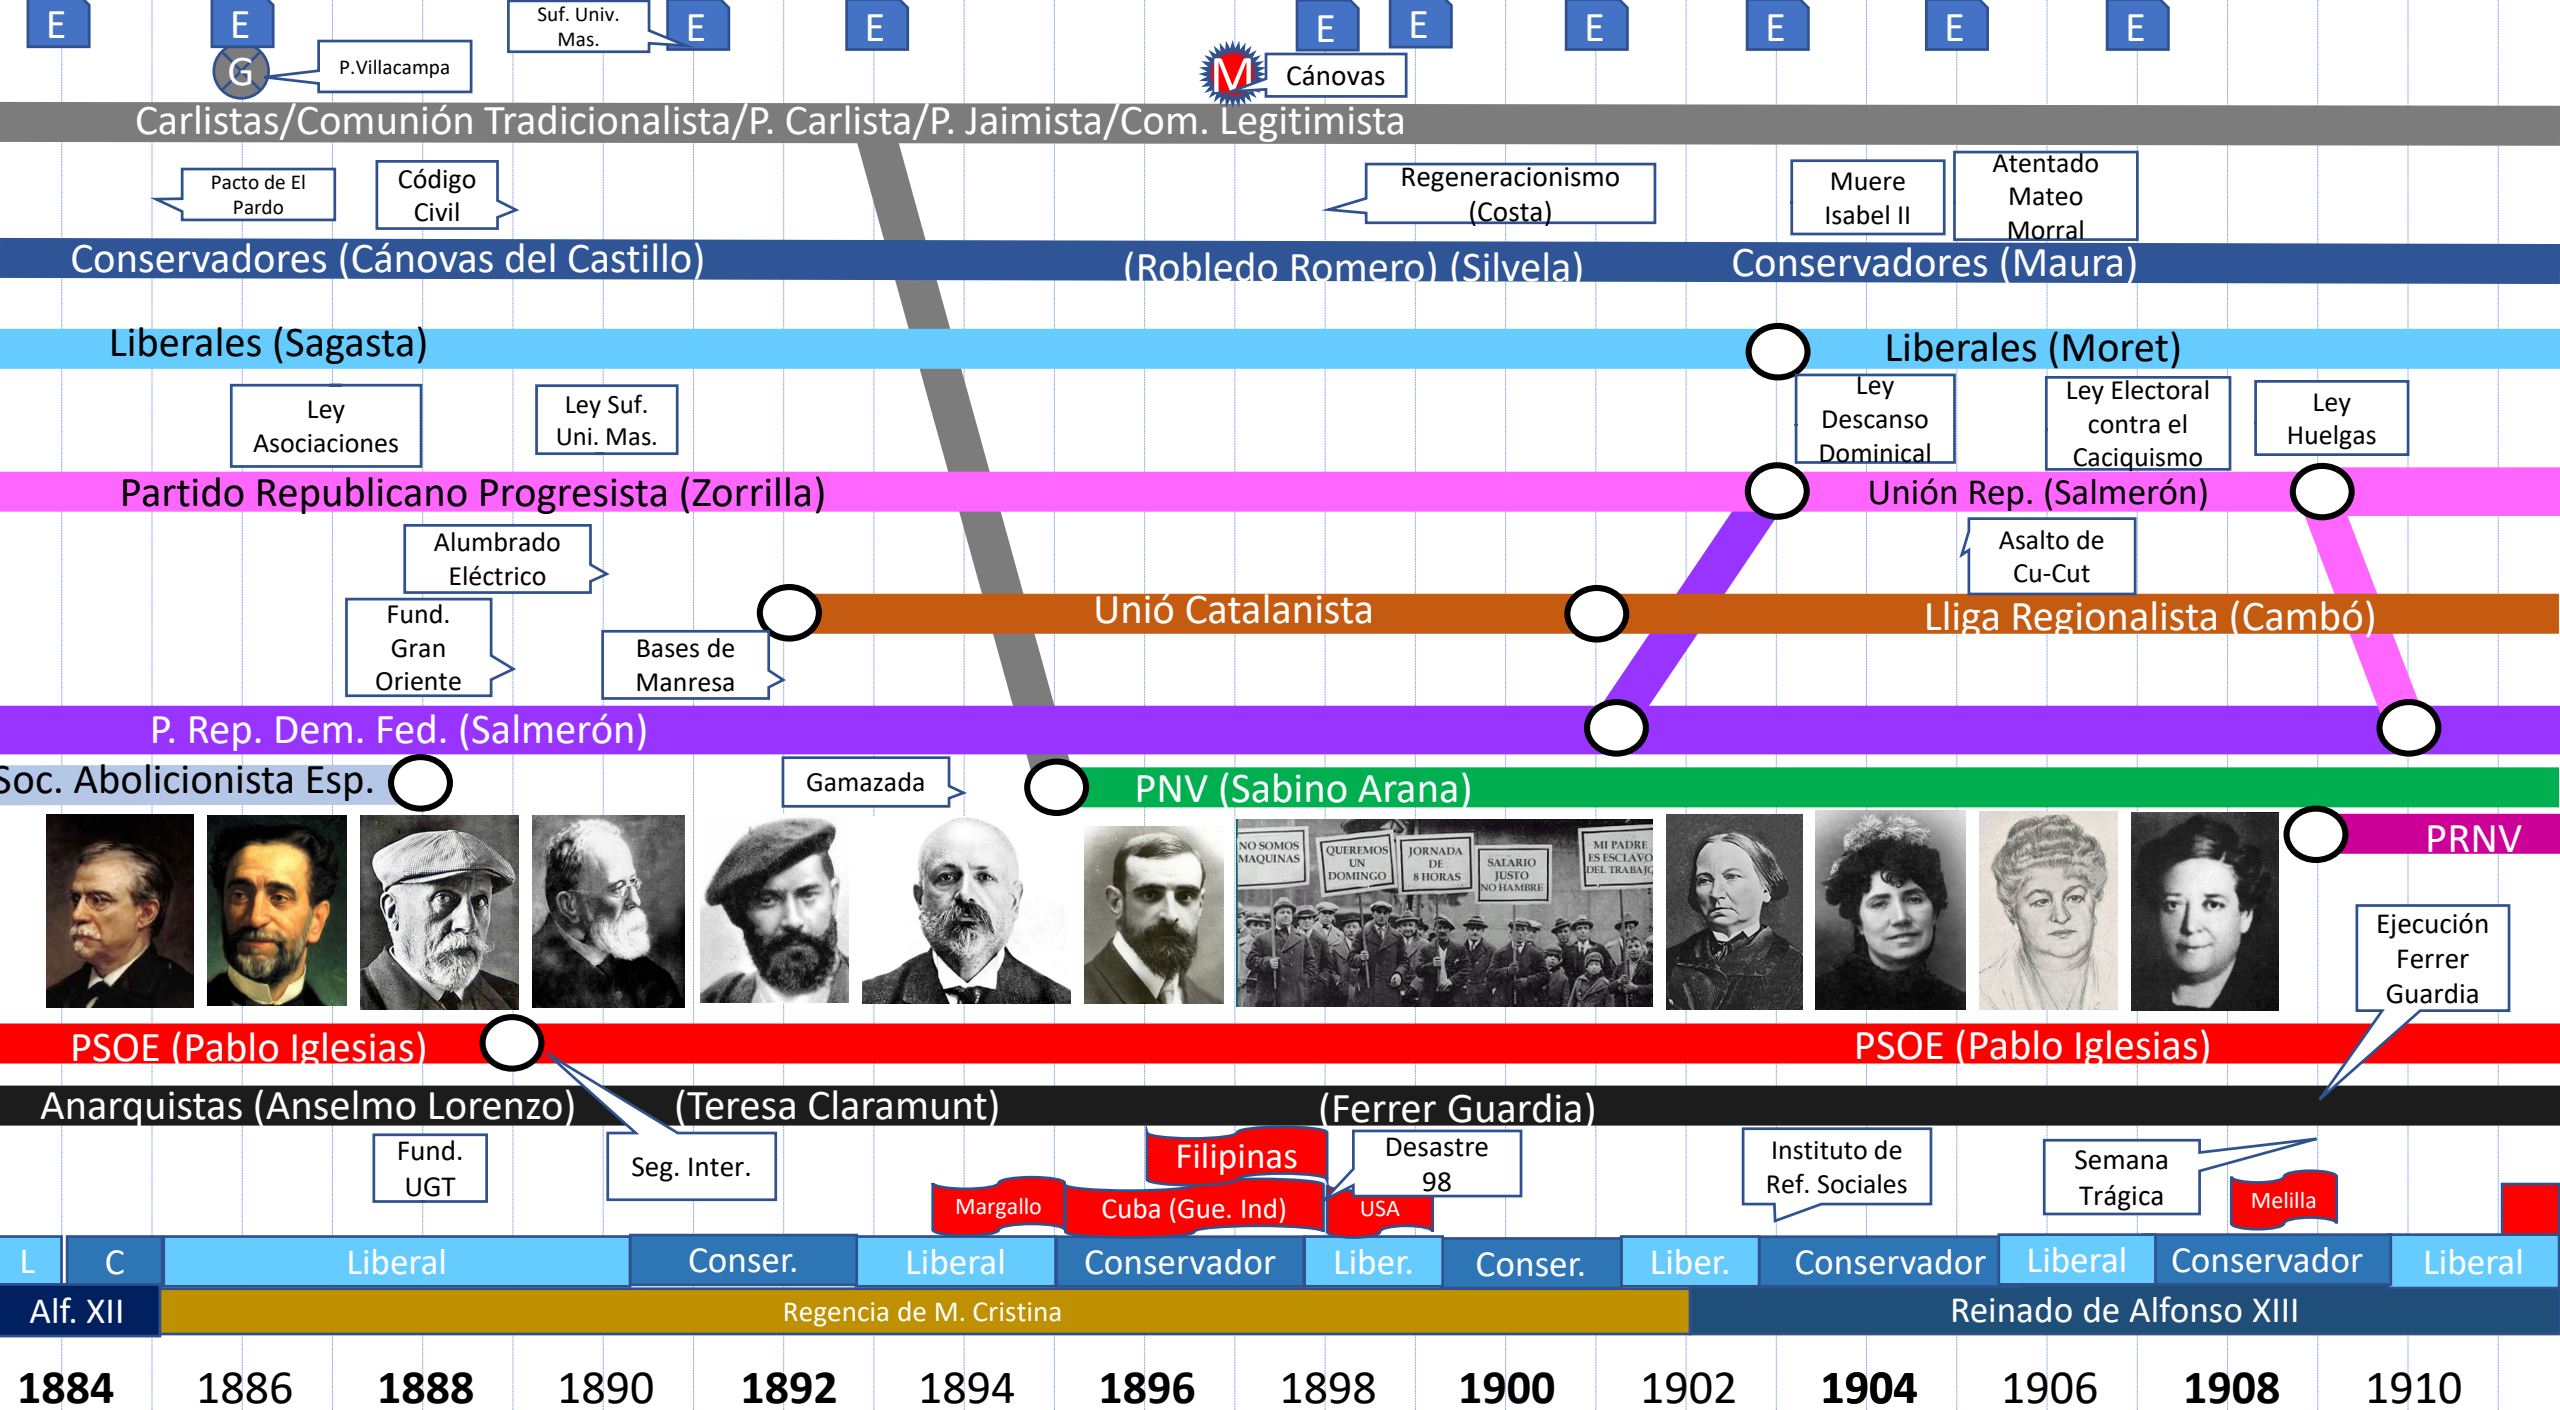 E
E
E
E
E
E
E
E
E
E
Suf. Univ.
Mas.
G
P.Villacampa
M
Cánovas
Carlistas/Comunión Tradicionalista/P. Carlista/P. Jaimista/Com. Legitimista
Pacto de El
Pardo
Código
Civil
Regeneracionismo
(Costa)
Muere
Isabel II
Atentado
Mateo
Morral
Conservadores (Cánovas del Castillo)
(Robledo Romero) (Silvela)
Conservadores (Maura)
Liberales (Sagasta)
Liberales (Moret)
Ley
Asociaciones
Ley Suf.
Uni. Mas.
Ley
Descanso
Dominical
Ley Electoral
contra el
Caciquismo
Ley
Huelgas
Partido Republicano Progresista (Zorrilla)
Unión Rep. (Salmerón)
Alumbrado
Eléctrico
Asalto de
Cu-Cut
Fund.
Gran
Oriente
Unió Catalanista
Lliga Regionalista (Cambó)
Bases de
Manresa
P. Rep. Dem. Fed. (Salmerón)
Soc. Abolicionista Esp.
Gamazada
PNV (Sabino Arana)
PRNV
NO SOMOS
MAQUINAS
QUEREMOS
UN
DOMINGO
JORNADA
DE
8 HORAS
SALARIO
JUSTO
NO HAMBRE
MI PADRE
ES ESCLAVO
DEL TRABAJO
Ejecución
Ferrer
Guardia
PSOE (Pablo Iglesias)
PSOE (Pablo Iglesias)
Anarquistas (Anselmo Lorenzo)
(Teresa Claramunt)
(Ferrer Guardia)
Fund.
UGT
Seg. Inter.
Filipinas
Desastre
98
Instituto de
Ref. Sociales
Semana
Trágica
Margallo
Cuba (Gue. Ind)
USA
Melilla
L
C
Liberal
Conser.
Liberal
Conservador
Liber.
Conser.
Liber.
Conservador
Liberal
Conservador
Liberal
Alf. XII
Regencia de M. Cristina
Reinado de Alfonso XIII
1884
1886
1888
1890
1892
1894
1896
1898
1900
1902
1904
1906
1908
1910